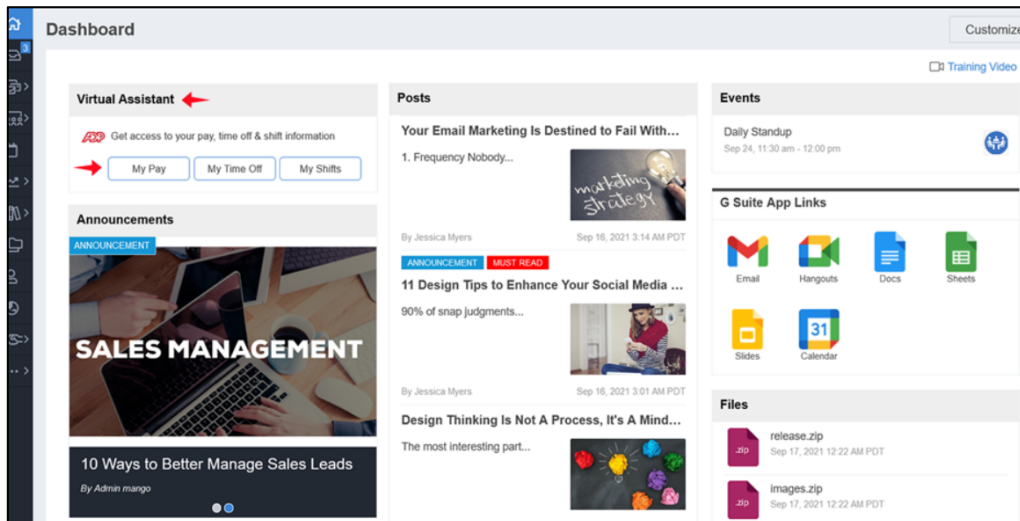 Dashboard
Customize
3
Training Video
Virtual Assistant
ADP
Get access to your pay, time off & shift information
My Pay
My Time Off
My Shifts
Announcements
ANNOUNCEMENT
SALES MANAGEMENT
10 Ways to Better Manage Sales Leads
By Admin mango
Posts
Your Email Marketing Is Destined to Fail With...
1. Frequency Nobody...
marketing
strategy
By Jessica Myers
Sep 16, 2021 3:14 AM PDT
ANNOUNCEMENT
MUST READ
11 Design Tips to Enhance Your Social Media ...
90% of snap judgments...
By Jessica Myers
Sep 16, 2021 3:01 AM PDT
Design Thinking Is Not A Process, It's A Mind...
The most interesting part...
Events
Daily Standup
Sep 24, 11:30 am - 12:00 pm
G Suite App Links
Email
Hangouts
Docs
Sheets
31
Slides
Calendar
Files
.zip
release.zip
Sep 17, 2021 12:22 AM PDT
.zip
images.zip
Sep 17, 2021 12:22 AM PDT